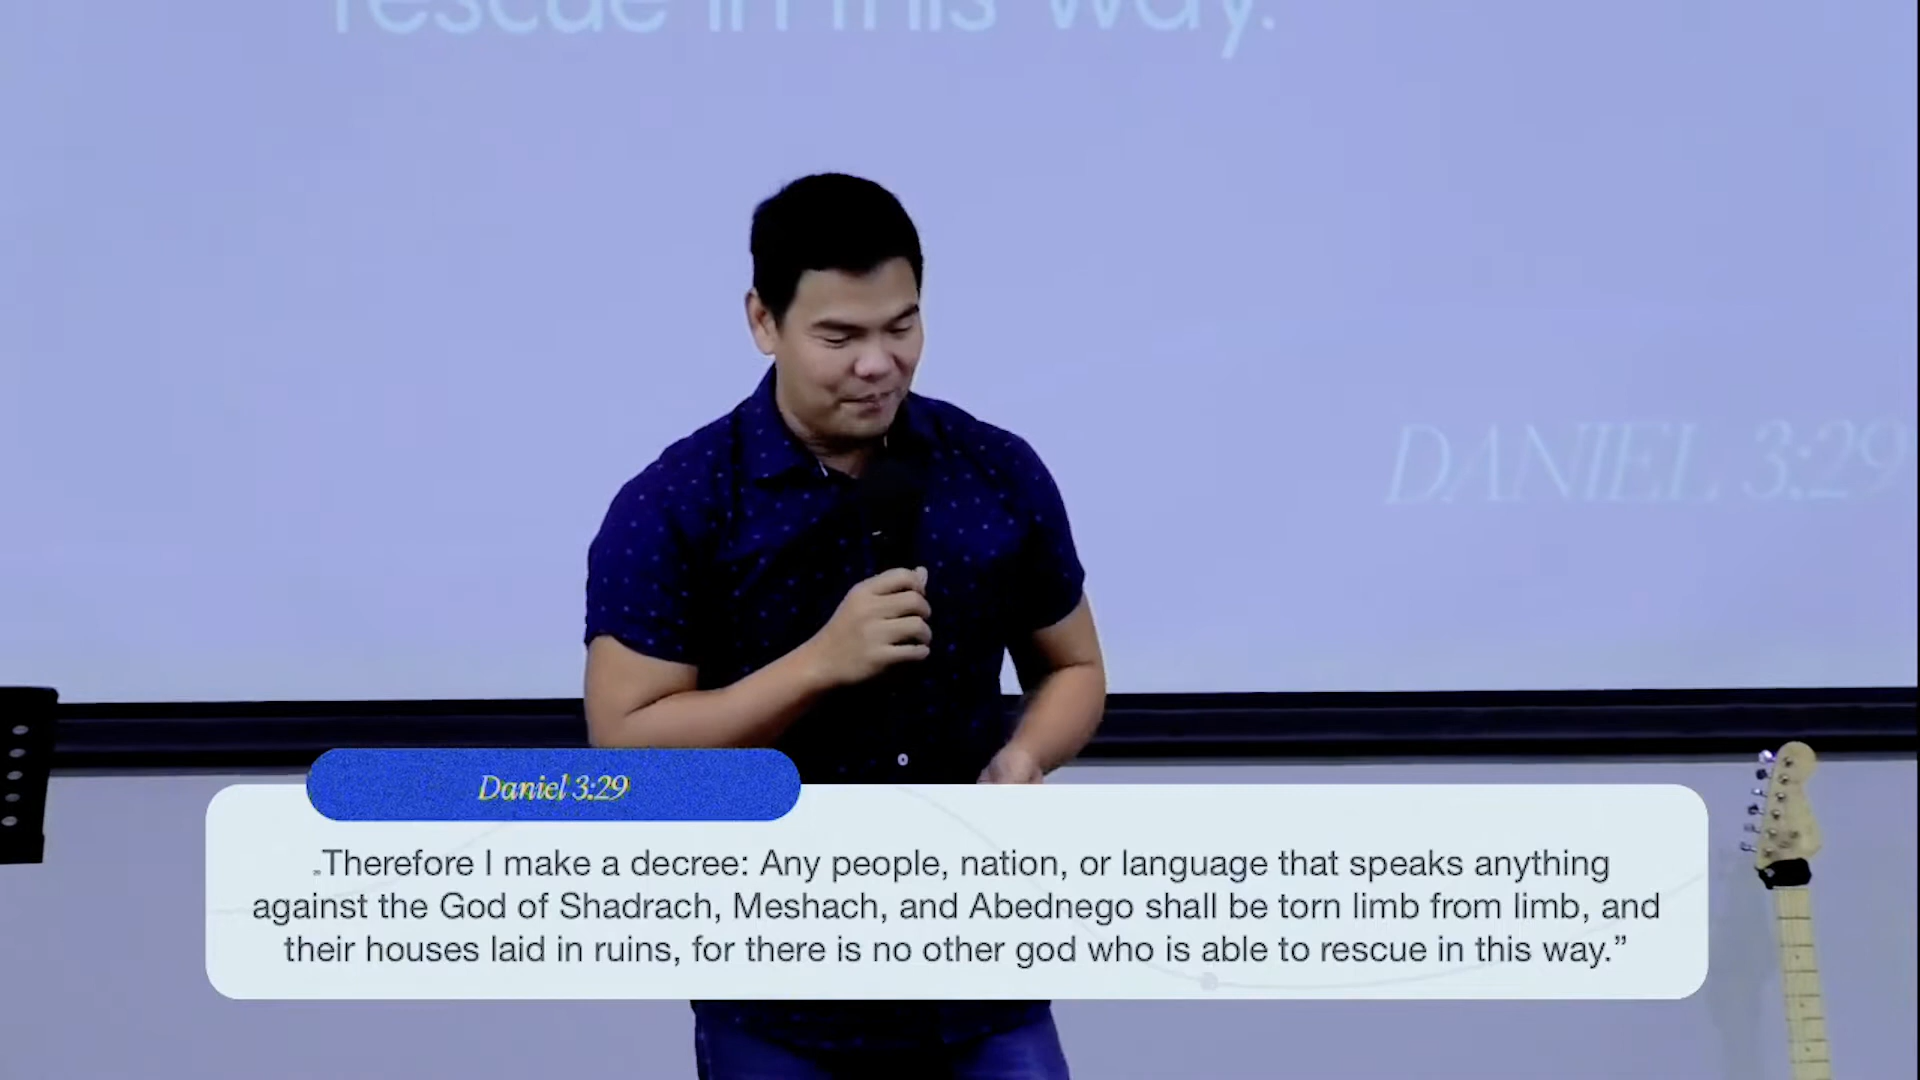 rescue in this way.
DANIEL 3:29
Daniel 3:29
Therefore I make a decree: Any people, nation, or language that speaks anything
against the God of Shadrach, Meshach, and Abednego shall be torn limb from limb, and
their houses laid in ruins, for there is no other god who is able to rescue in this way.”